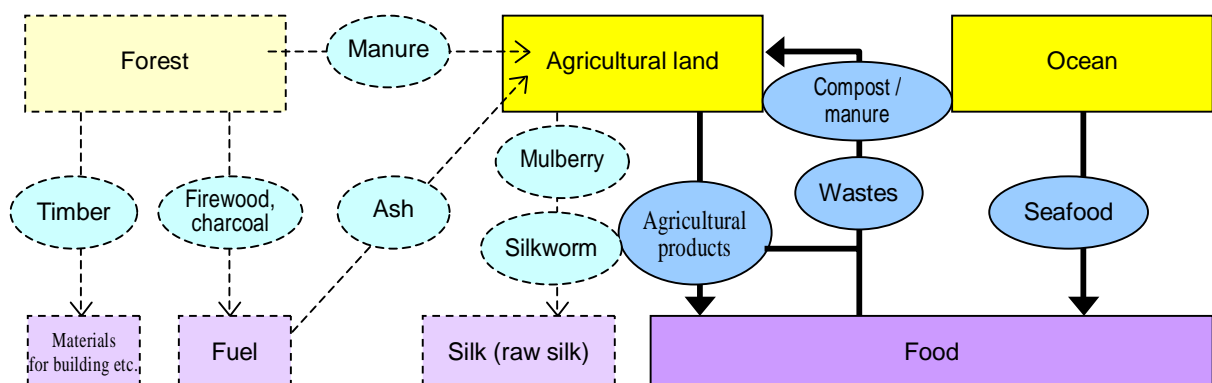 Forest
Manure
Agricultural land
Ocean
Compost /
manure
Mulberry
Timber
Firewood,
charcoal
Ash
Wastes
Seafood
Agricultural
products
Silkworm
Materials
for building etc.
Fuel
Silk (raw silk)
Food